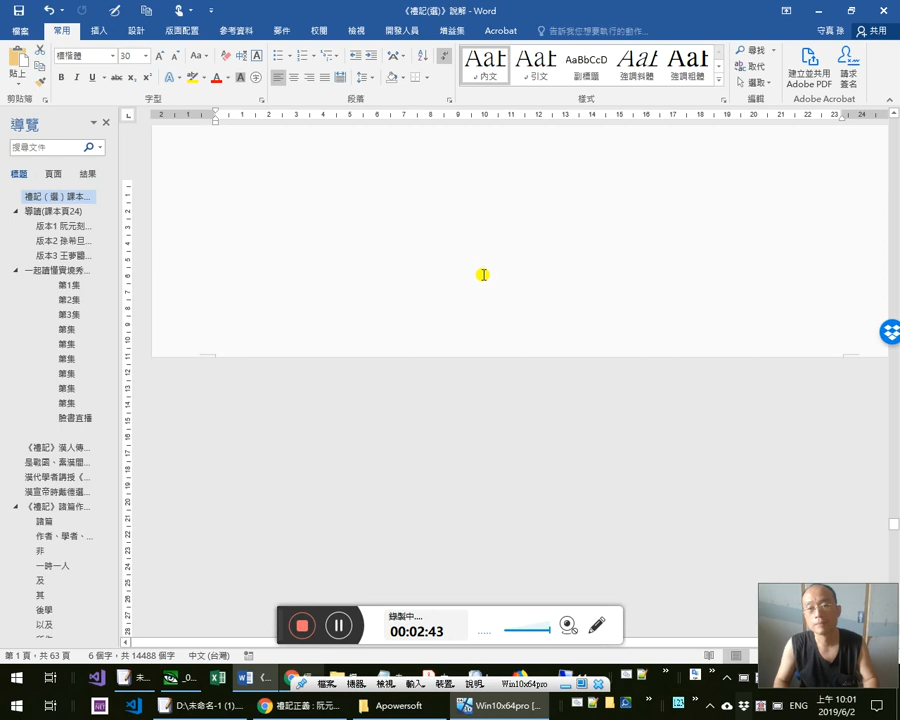 《禮記(選)》說解 - Word
檔案 常用 插入 設計 版面配置 參考資料 郵件 校閱 檢視 開發人員 增益集 Acrobat 告訴我您想要執行的動作... 守真 孫 共用
貼上
標楷體 30
Aa
B I U abc X₂ X²
AaI ↲內文
AaI ↲引文
AaBbCcD 副標題
AaI 強調斜體
AaI 強調粗體
尋找
取代
選取
建立並共用 Adobe PDF
請求 簽名
剪貼簿 字型 段落 樣式 編輯 Adobe Acrobat
導覽
搜尋文件
標題 頁面 結果
禮記（選）課本...
導讀(課本頁24)
版本1 阮元刻...
版本2 孫希旦...
版本3 王夢鷗...
一起讀懂實境秀...
第1集
第2集
第3集
第集
第集
第集
第集
第集
第集
臉書直播
《禮記》漢人傳...
是戰國、秦漢間...
漢代學者講授《...
漢宣帝時戴德選...
《禮記》諸篇作...
諸篇
作者、學者、...
非
一時一人
及
其
後學
以及
錄製中....
00:02:43
第 1 頁，共 63 頁 6 個字，共 14488 個字 中文 (台灣)
檔案. 機器. 檢視. 輸入. 裝置. 說明. Win10x64pro
上午 10:01
2019/6/2
D:\未命名-1 (1)....
禮記正義 : 阮元...
Apowersoft
Win10x64pro [...
ENG